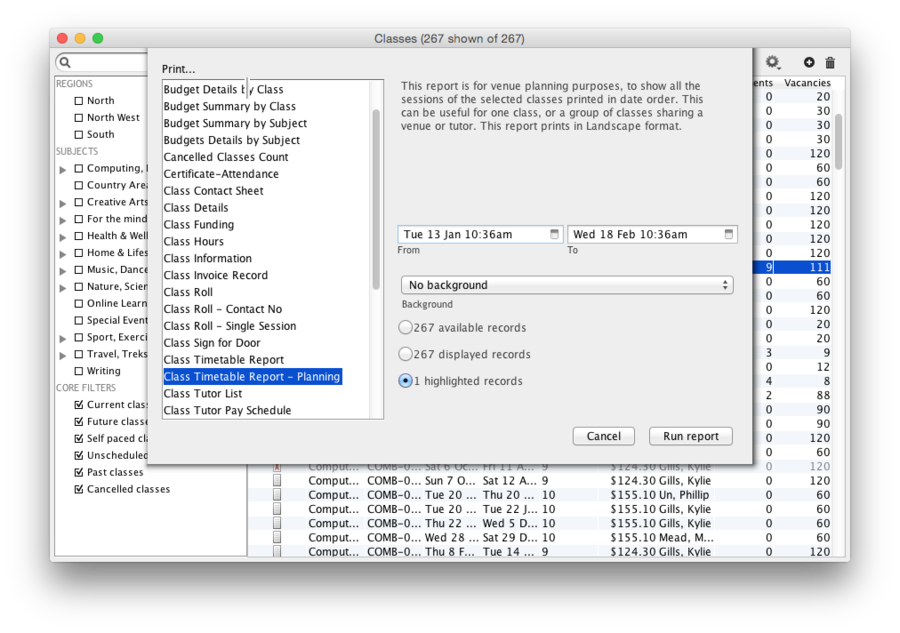 Classes (267 shown of 267)
Print...
REGIONS
North
North West
South
SUBJECTS
Computing,
Country Area
Creative Arts
For the mind
Health & Well
Home & Lifes
Music, Dance
Nature, Scien
Online Learn
Special Event
Sport, Exerci
Travel, Treks
Writing
CORE FILTERS
Current class
Future classe
Self paced cla
Unscheduled
Past classes
Cancelled classes
Budget Details by Class
Budget Summary by Class
Budget Summary by Subject
Budgets Details by Subject
Cancelled Classes Count
Certificate-Attendance
Class Contact Sheet
Class Details
Class Funding
Class Hours
Class Information
Class Invoice Record
Class Roll
Class Roll - Contact No
Class Roll - Single Session
Class Sign for Door
Class Timetable Report
Class Timetable Report - Planning
Class Tutor List
Class Tutor Pay Schedule
This report is for venue planning purposes, to show all the
sessions of the selected classes printed in date order. This
can be useful for one class, or a group of classes sharing a
venue or tutor. This report prints in Landscape format.
Tue 13 Jan 10:36am Wed 18 Feb 10:36am
From To
No background
Background
267 available records
267 displayed records
1 highlighted records
Cancel Run report
ents Vacancies
0 20
0 30
0 30
0 30
0 120
0 60
0 60
0 120
0 120
0 120
0 120
0 120
9 111
0 60
0 60
0 120
0 20
0 20
3 9
0 12
4 8
2 88
0 90
0 90
0 120
0 60
Comput... COMB-0... Sat 6 Oc... Fri 11 A... 9 $124.30 Gills, Kylie 0 120
Comput... COMB-0... Sun 7 O... Sat 12 A... 9 $124.30 Gills, Kylie 0 120
Comput... COMB-0... Tue 20 ... Thu 20 ... 10 $155.10 Un, Phillip 0 60
Comput... COMB-0... Tue 20 ... Tue 22 J... 10 $155.10 Gills, Kylie 0 60
Comput... COMB-0... Thu 22 ... Wed 5 D... 10 $155.10 Gills, Kylie 0 60
Comput... COMB-0... Wed 28 ... Sat 29 D... 10 $155.10 Mead, M... 0 60
Comput... COMB-0... Thu 8 F... Tue 14 ... 9 $124.30 Gills, Kylie 0 120